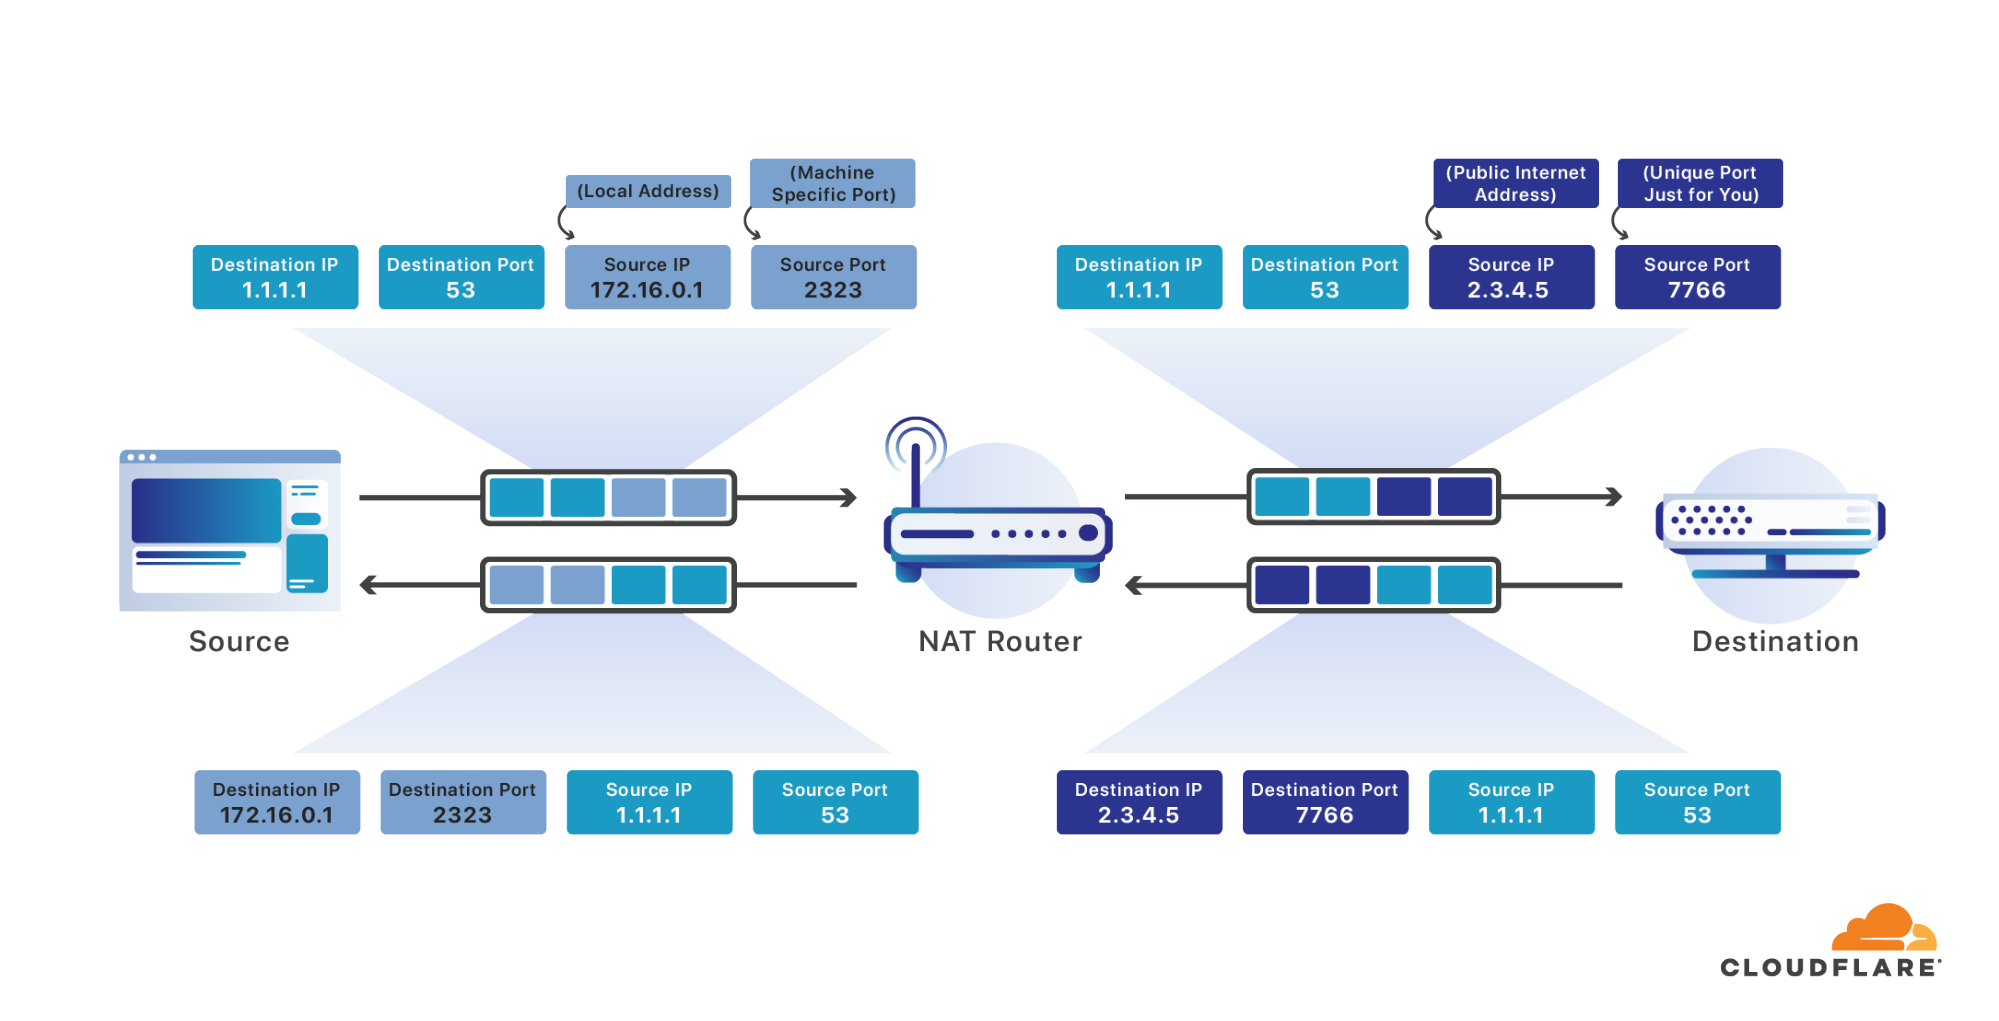 (Local Address)
(Machine
Specific Port)
(Public Internet
Address)
(Unique Port
Just for You)
Destination IP
1.1.1.1
Destination Port
53
Source IP
172.16.0.1
Source Port
2323
Destination IP
1.1.1.1
Destination Port
53
Source IP
2.3.4.5
Source Port
7766
Source
NAT Router
Destination
Destination IP
172.16.0.1
Destination Port
2323
Source IP
1.1.1.1
Source Port
53
Destination IP
2.3.4.5
Destination Port
7766
Source IP
1.1.1.1
Source Port
53
CLOUDFLARE